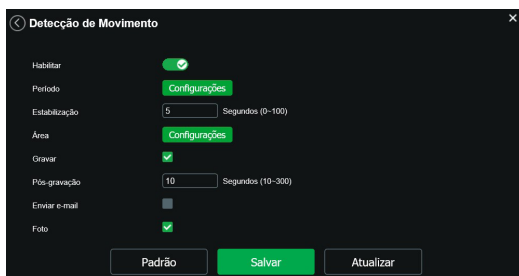 Detecção de Movimento
Habilitar
Período Configurações
Estabilização 5 Segundos (0~100)
Área Configurações
Gravar
Pós-gravação 10 Segundos (10~300)
Enviar e-mail
Foto
Padrão Salvar Atualizar